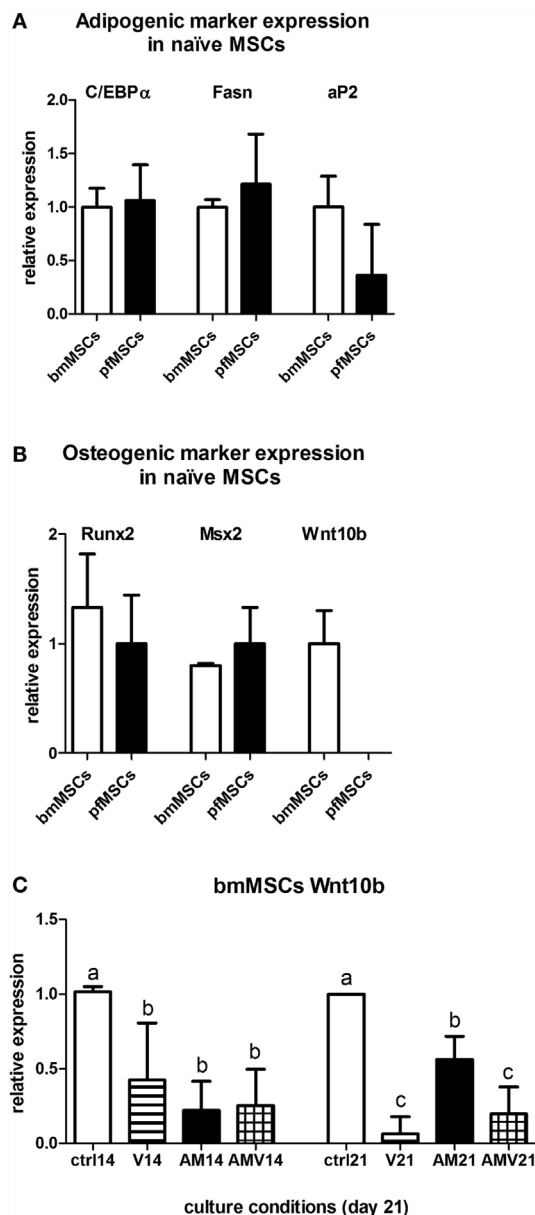 A
Adipogenic marker expression
in naïve MSCs
C/EBPα Fasn aP2
relative expression
2.0
1.5
1.0
0.5
0.0
bmMSCs pfMSCs bmMSCs pfMSCs bmMSCs pfMSCs
B
Osteogenic marker expression
in naïve MSCs
Runx2 Msx2 Wnt10b
relative expression
2
1
0
bmMSCs pfMSCs bmMSCs pfMSCs bmMSCs pfMSCs
C
bmMSCs Wnt10b
relative expression
1.5
1.0
0.5
0.0
a b b b a c b c
ctrl14 V14 AM14 AMV14 ctrl21 V21 AM21 AMV21
culture conditions (day 21)